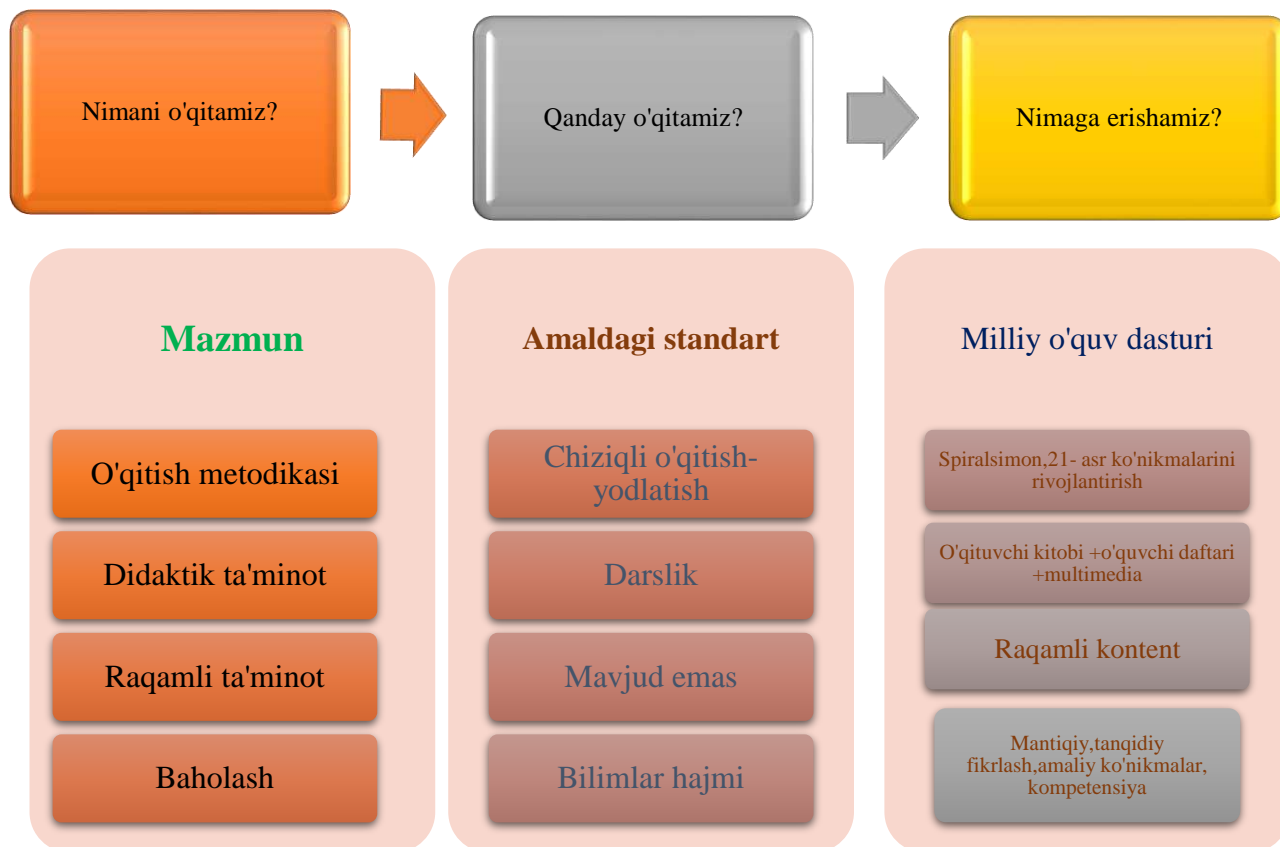 Nimani o'qitamiz?
Qanday o'qitamiz?
Nimaga erishamiz?
Mazmun
O'qitish metodikasi
Didaktik ta'minot
Raqamli ta'minot
Baholash
Amaldagi standart
Chiziqli o'qitish-
yodlatish
Darslik
Mavjud emas
Bilimlar hajmi
Milliy o'quv dasturi
Spiralsimon,21- asr ko'nikmalarini
rivojlantirish
O'qituvchi kitobi +o'quvchi daftari
+multimedia
Raqamli kontent
Mantiqiy,tanqidiy
fikrlash,amaliy ko'nikmalar,
kompetensiya